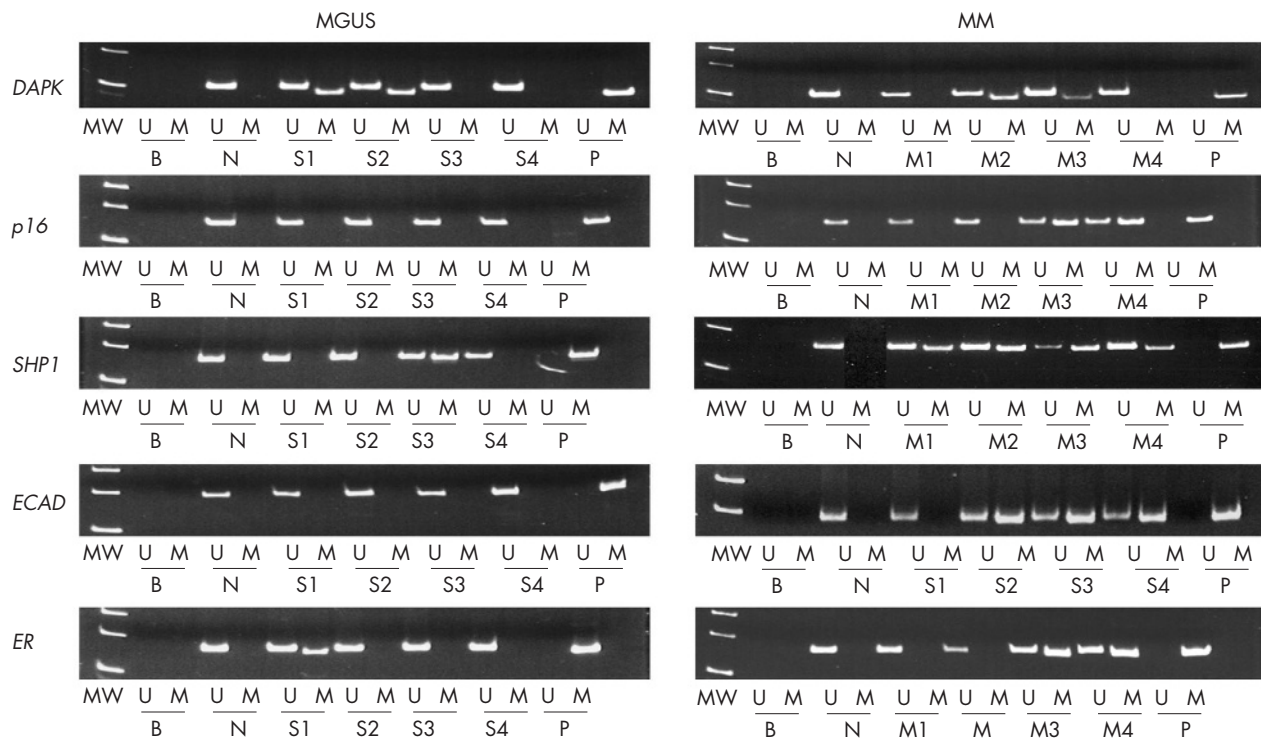 MGUS MM
DAPK
MW U M U M U M U M U M U M U M MW U M U M U M U M U M U M U M
B N S1 S2 S3 S4 P B N M1 M2 M3 M4 P
p16
MW U M U M U M U M U M U M U M MW U M U M U M U M U M U M U M
B N S1 S2 S3 S4 P B N M1 M2 M3 M4 P
SHP1
MW U M U M U M U M U M U M U M MW U M U M U M U M U M U M U M
B N S1 S2 S3 S4 P B N M1 M2 M3 M4 P
ECAD
MW U M U M U M U M U M U M U M MW U M U M U M U M U M U M U M
B N S1 S2 S3 S4 P B N S1 S2 S3 S4 P
ER
MW U M U M U M U M U M U M U M MW U M U M U M U M U M U M U M
B N S1 S2 S3 S4 P B N M1 M M3 M4 P